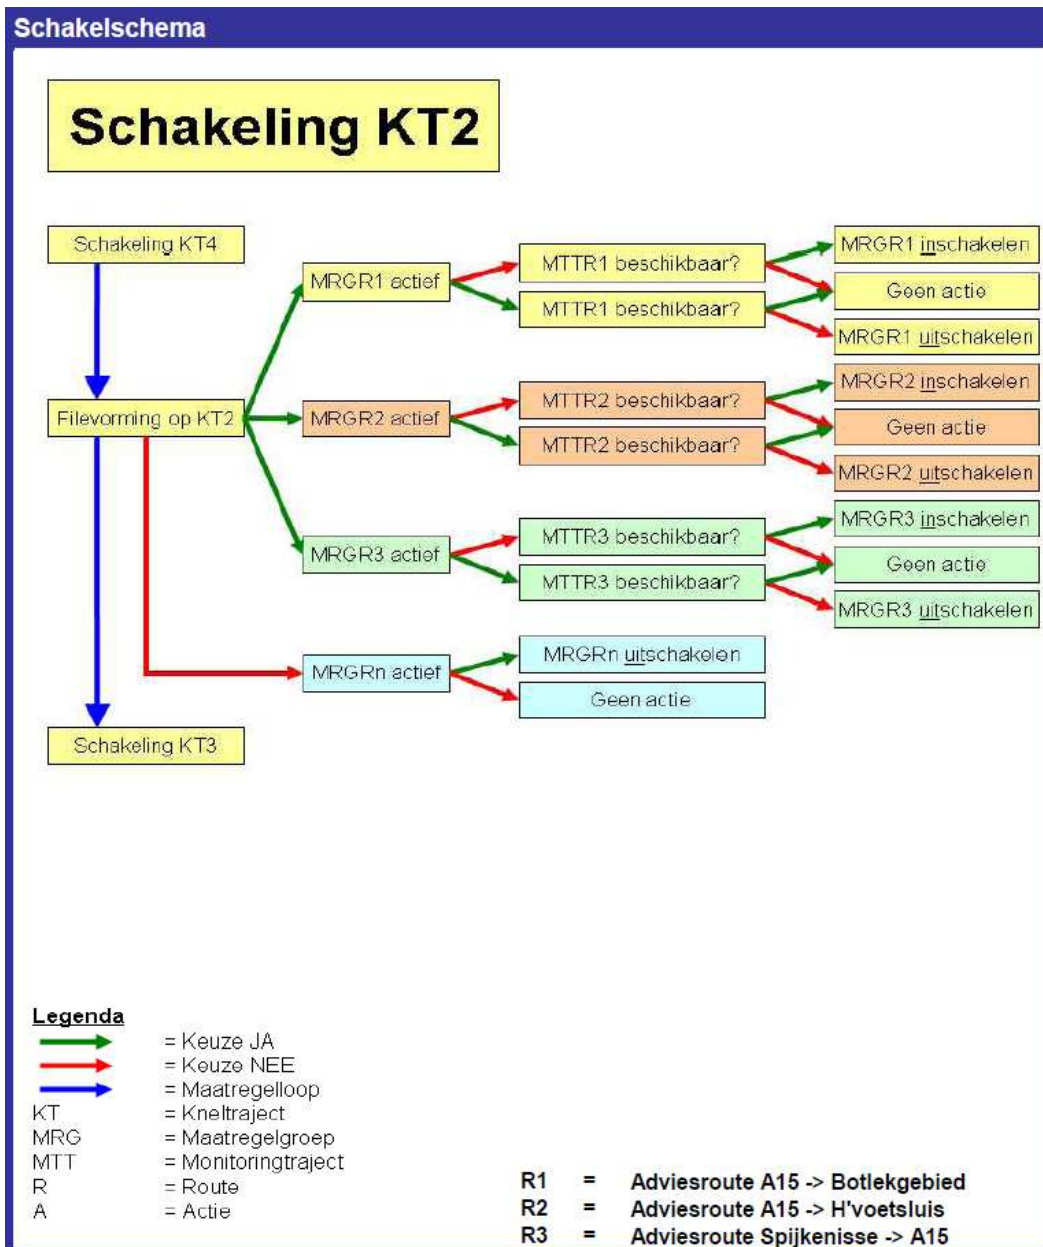 Schakelschema
Schakeling KT2
Schakeling KT4
Filevorming op KT2
Schakeling KT3
MRGR1 actief
MTTR1 beschikbaar?
MTTR1 beschikbaar?
MRGR1 inschakelen
Geen actie
MRGR1 uitschakelen
MRGR2 actief
MTTR2 beschikbaar?
MTTR2 beschikbaar?
MRGR2 inschakelen
Geen actie
MRGR2 uitschakelen
MRGR3 actief
MTTR3 beschikbaar?
MTTR3 beschikbaar?
MRGR3 inschakelen
Geen actie
MRGR3 uitschakelen
MRGRn actief
MRGRn uitschakelen
Geen actie
Legenda
= Keuze JA
= Keuze NEE
= Maatregelloop
KT = Kneltraject
MRG = Maatregelgroep
MTT = Monitoringtraject
R = Route
A = Actie
R1 = Adviesroute A15 -> Botlekgebied
R2 = Adviesroute A15 -> H'voetsluis
R3 = Adviesroute Spijkenisse -> A15